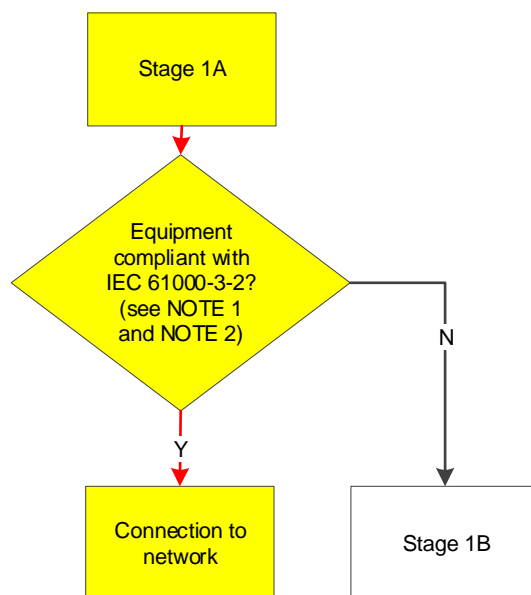 Stage 1A
Equipment
compliant with
IEC 61000-3-2?
(see NOTE 1
and NOTE 2)
N
Y
Connection to
network
Stage 1B